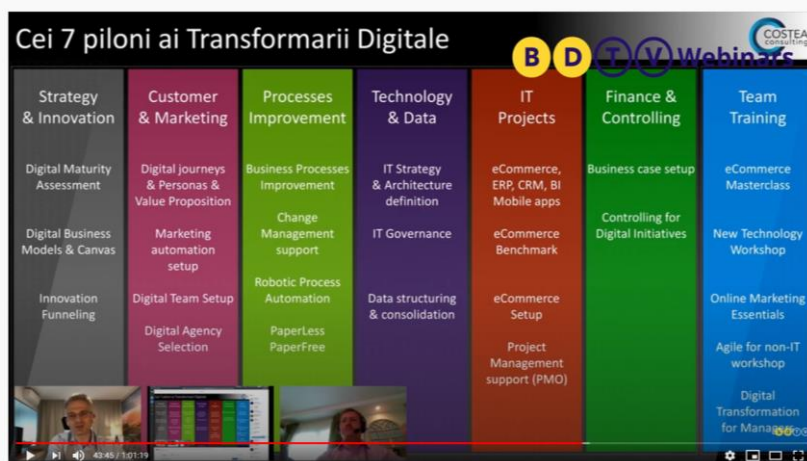 Cei 7 piloni ai Transformarii Digitale
COSTEA
consulting
BDTV Webinars
Strategy
& Innovation
Digital Maturity
Assessment
Digital Business
Models & Canvas
Innovation
Funneling
Customer
& Marketing
Digital journeys
& Personas &
Value Proposition
Marketing
automation
setup
Digital Team Setup
Digital Agency
Selection
Processes
Improvement
Business Processes
Improvement
Change
Management
support
Robotic Process
Automation
PaperLess
PaperFree
Technology
& Data
IT Strategy
& Architecture
definition
IT Governance
Data structuring
& consolidation
IT
Projects
eCommerce,
ERP, CRM, BI
Mobile apps
eCommerce
Benchmark
eCommerce
Setup
Project
Management
support (PMO)
Finance &
Controlling
Business case setup
Controlling for
Digital Initiatives
Team
Training
eCommerce
Masterclass
New Technology
Workshop
Online Marketing
Essentials
Agile for non-IT
workshop
Digital
Transformation
for Managers
43:45 / 1:01:19